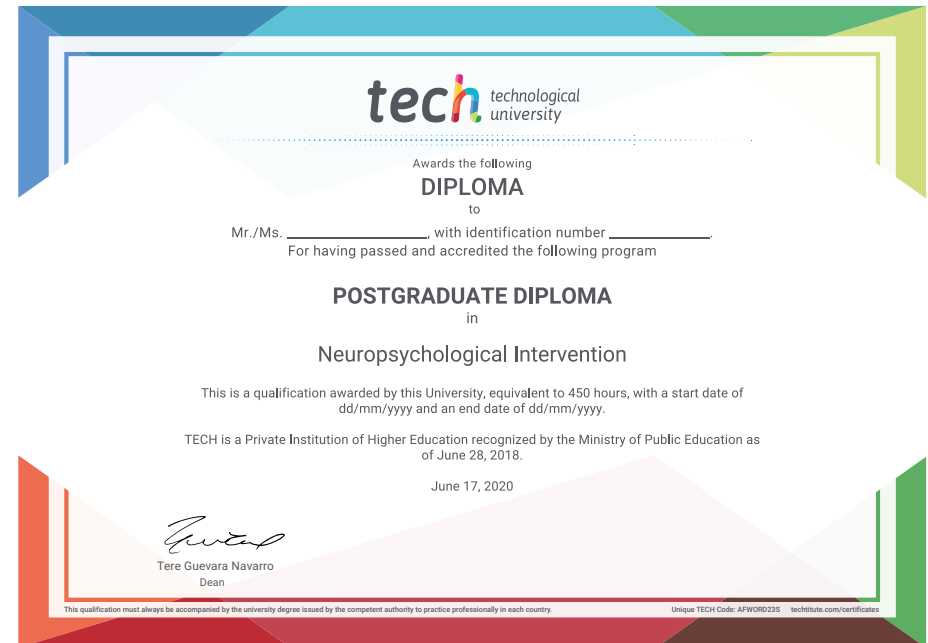 tech technological
university
Awards the following
DIPLOMA
to
Mr./Ms. ____________________, with identification number ______________.
For having passed and accredited the following program
POSTGRADUATE DIPLOMA
in
Neuropsychological Intervention
This is a qualification awarded by this University, equivalent to 450 hours, with a start date of
dd/mm/yyyy and an end date of dd/mm/yyyy.
TECH is a Private Institution of Higher Education recognized by the Ministry of Public Education as
of June 28, 2018.
June 17, 2020
Tere Guevara Navarro
Dean
This qualification must always be accompanied by the university degree issued by the competent authority to practice professionally in each country. Unique TECH Code: AFWORD23S techtitute.com/certificates